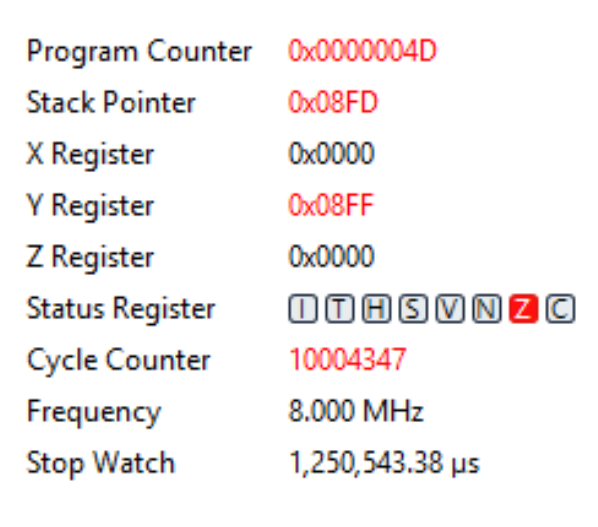 Program Counter 0x0000004D
Stack Pointer 0x08FD
X Register 0x0000
Y Register 0x08FF
Z Register 0x0000
Status Register I T H S V N Z C
Cycle Counter 10004347
Frequency 8.000 MHz
Stop Watch 1,250,543.38 µs